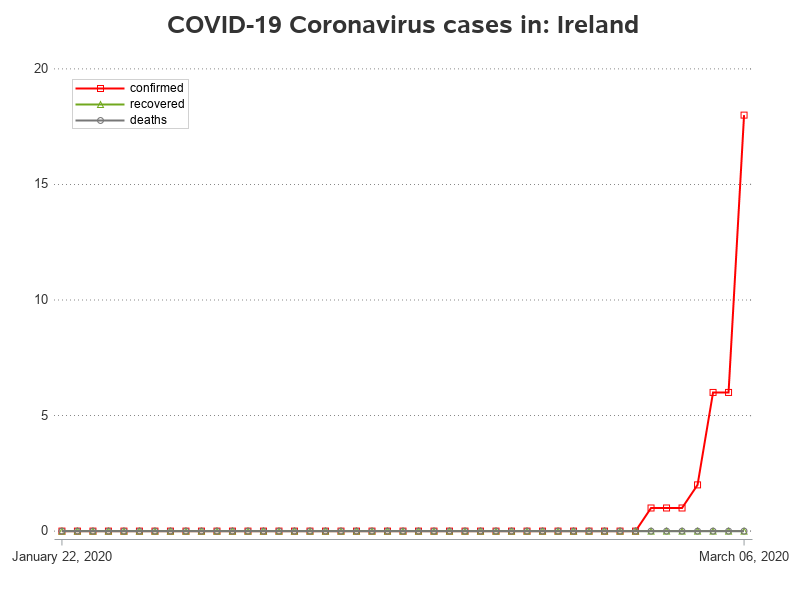 COVID-19 Coronavirus cases in: Ireland
20
confirmed
recovered
deaths
15
10
5
0
January 22, 2020
March 06, 2020